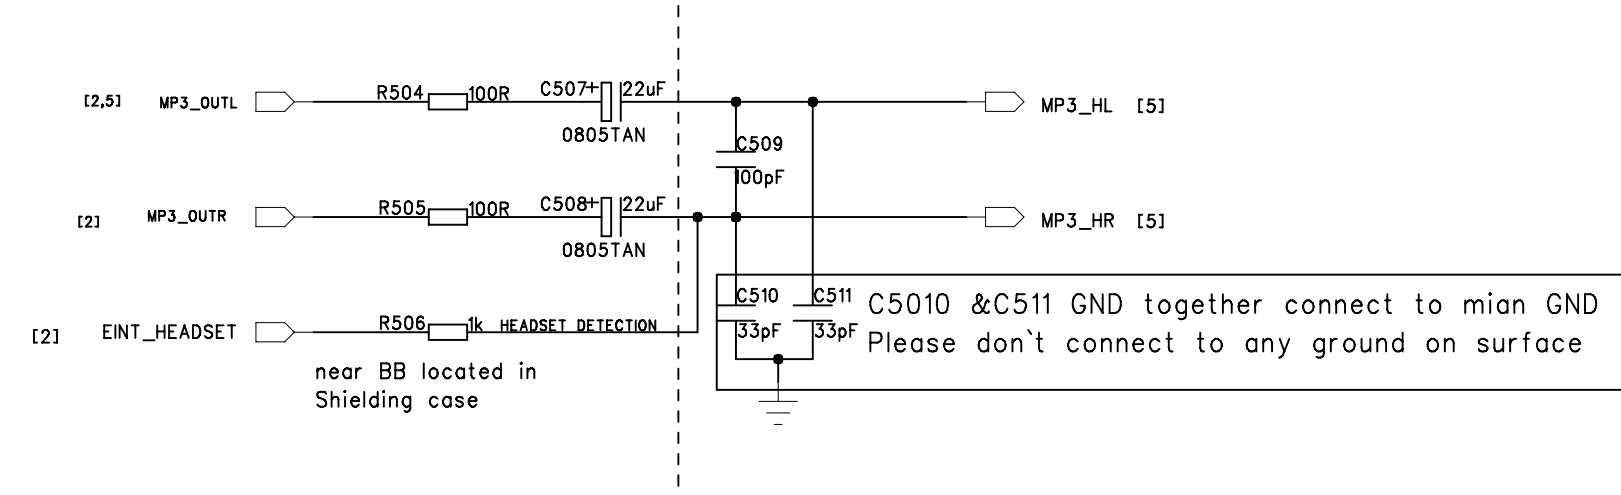 [2,5] MP3_OUTL R504 100R C507+ 22uF MP3_HL [5]
0805TAN
C509
100pF
[2] MP3_OUTR R505 100R C508+ 22uF MP3_HR [5]
0805TAN
[2] EINT_HEADSET R506 1k HEADSET DETECTION
near BB located in
Shielding case
C510 C511
33pF 33pF
C5010 &C511 GND together connect to mian GND
Please don`t connect to any ground on surface